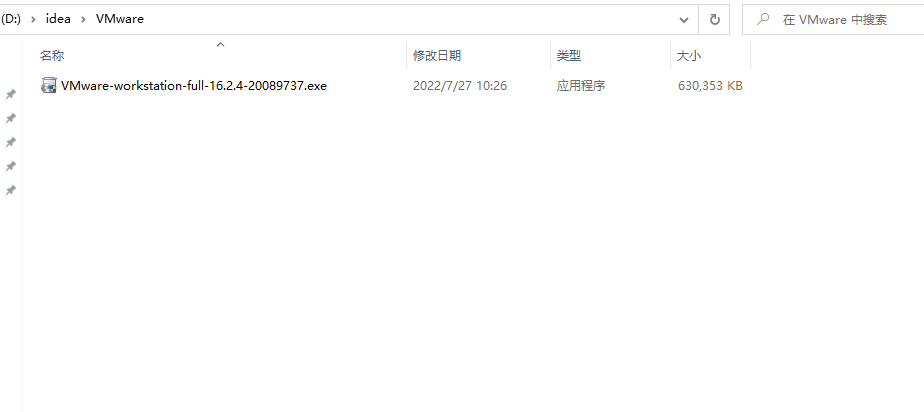 (D:) › idea › VMware
在 VMware 中搜索
名称 修改日期 类型 大小
VMware-workstation-full-16.2.4-20089737.exe 2022/7/27 10:26 应用程序 630,353 KB